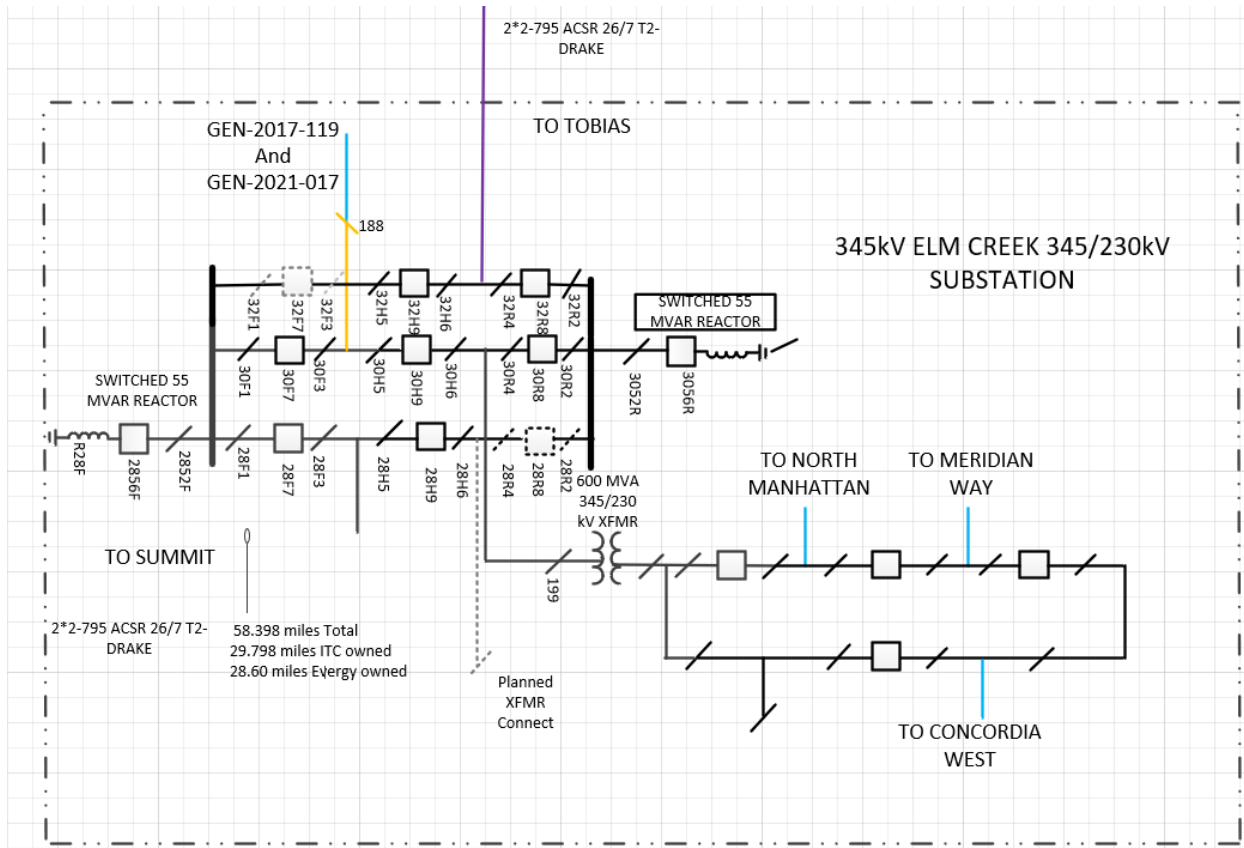 2*2-795 ACSR 26/7 T2-
DRAKE
TO TOBIAS
GEN-2017-119
And
GEN-2021-017
188
345kV ELM CREEK 345/230kV
SUBSTATION
32F1
32F7
32F3
32H5
32H9
32H6
32R4
32R8
32R2
SWITCHED 55
MVAR REACTOR
30F1
30F7
30F3
30H5
30H9
30H6
30R4
30R8
30R2
3052R
3056R
SWITCHED 55
MVAR REACTOR
R28F
2856F
2852F
28F1
28F7
28F3
28H5
28H9
28H6
28R4
28R8
28R2
600 MVA
345/230
kV XFMR
TO NORTH
MANHATTAN
TO MERIDIAN
WAY
TO SUMMIT
199
2*2-795 ACSR 26/7 T2-
DRAKE
58.398 miles Total
29.798 miles ITC owned
28.60 miles Evergy owned
Planned
XFMR
Connect
TO CONCORDIA
WEST